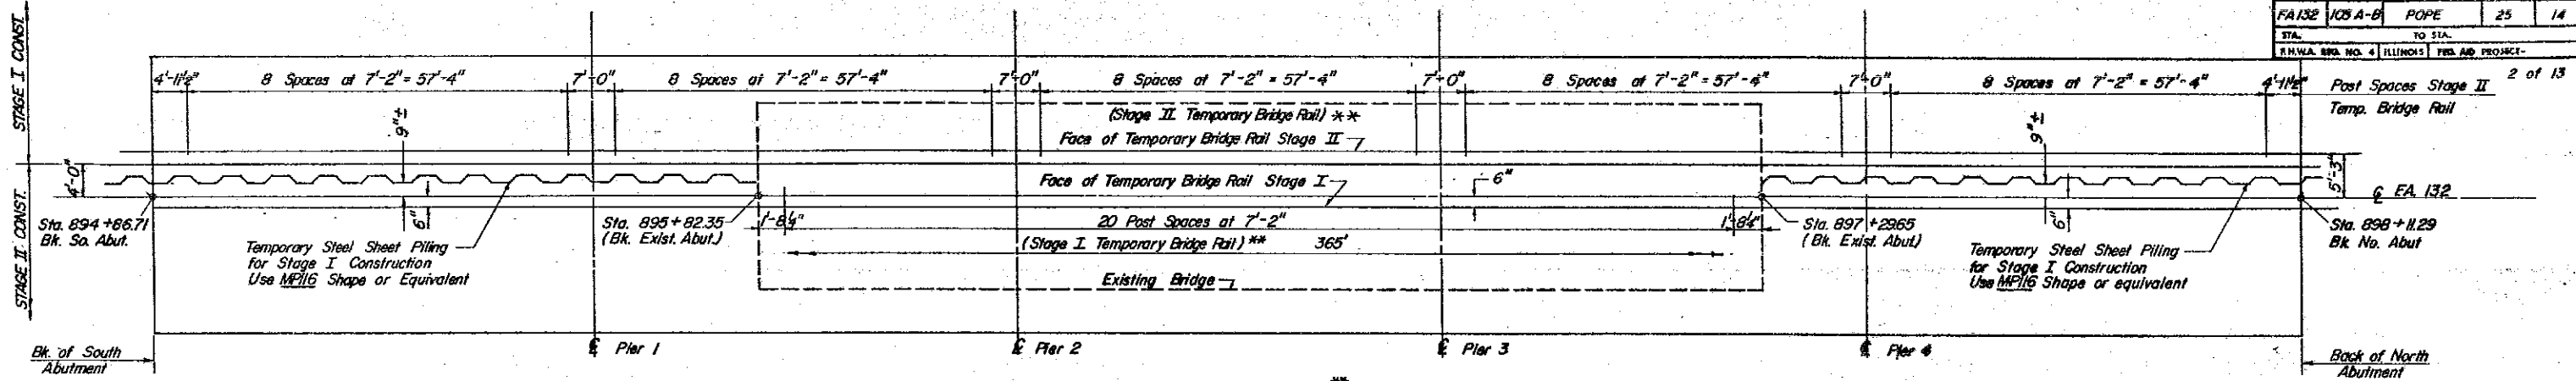 FA132 105 A-B POPE 25 14
STA. TO STA.
ILLINOIS
2 of 13
STAGE I CONST.
STAGE II CONST.
4'-11½" 8 Spaces at 7'-2" = 57'-4" 7'-0" 8 Spaces at 7'-2" = 57'-4" 7'-0" 8 Spaces at 7'-2" = 57'-4" 7'-0" 8 Spaces at 7'-2" = 57'-4" 7'-0" 8 Spaces at 7'-2" = 57'-4" 4'-11½"
Post Spaces Stage II
Temp. Bridge Rail
(Stage II Temporary Bridge Rail) **
Face of Temporary Bridge Rail Stage II
9"±
9"±
4'-0"
5'-3"
Face of Temporary Bridge Rail Stage I
6"
℄ F.A. 132
Sta. 894+86.71
Bk. So. Abut.
6"
Sta. 895+82.35
(Bk. Exist. Abut.)
1'-8¼"
20 Post Spaces at 7'-2"
1'-8¼"
Sta. 897+29.65
(Bk. Exist. Abut.)
6"
Sta. 898+11.29
Bk. No. Abut
(Stage I Temporary Bridge Rail) ** 365'
Temporary Steel Sheet Piling
for Stage I Construction
Use MP116 Shape or Equivalent
Temporary Steel Sheet Piling
for Stage I Construction
Use MP116 Shape or equivalent
Existing Bridge
Bk. of South
Abutment
℄ Pier 1
℄ Pier 2
℄ Pier 3
℄ Pier 4
Back of North
Abutment
**